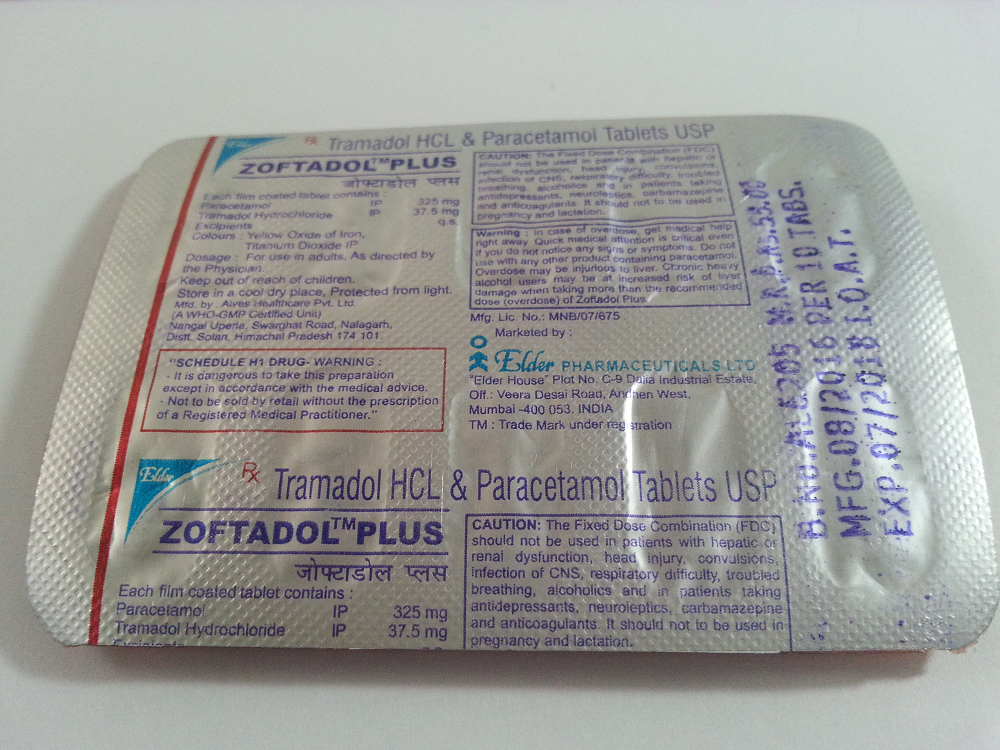 Elder
Rx Tramadol HCL & Paracetamol Tablets USP
ZOFTADOL™PLUS
जोफ्टाडोल प्लस
Each film coated tablet contains :
Paracetamol IP 325 mg
Tramadol Hydrochloride IP 37.5 mg
Excipients q.s.
Colours : Yellow Oxide of Iron,
Titanium Dioxide IP
Dosage : For use in adults. As directed by
the Physician.
Keep out of reach of children.
Store in a cool dry place, Protected from light.
Mfd. by : Aives Healthcare Pvt. Ltd.
(A WHO-GMP Certified Unit)
Nangal Uperla, Swarghat Road, Nalagarh,
Distt. Solan, Himachal Pradesh 174 101.
"SCHEDULE H1 DRUG- WARNING :
- It is dangerous to take this preparation
except in accordance with the medical advice.
- Not to be sold by retail without the prescription
of a Registered Medical Practitioner."
CAUTION: The Fixed Dose Combination (FDC)
should not be used in patients with hepatic or
renal dysfunction, head injury, convulsions,
infection of CNS, respiratory difficulty, troubled
breathing, alcoholics and in patients taking
antidepressants, neuroleptics, carbamazepine
and anticoagulants. It should not to be used in
pregnancy and lactation.
Warning : In case of overdose, get medical help
right away. Quick medical attention is critical even
if you do not notice any signs or symptoms. Do not
use with any other product containing paracetamol.
Overdose may be injurious to liver. Chronic heavy
alcohol users may be at increased risk of liver
damage when taking more than the recommended
dose (overdose) of Zoftadol Plus.
Mfg. Lic. No.: MNB/07/675
Marketed by :
Elder PHARMACEUTICALS LTD
"Elder House" Plot No. C-9 Dalia Industrial Estate,
Off : Veera Desai Road, Andheri West,
Mumbai -400 053. INDIA
TM : Trade Mark under registration
B.No.ALE205 M.R.P.Rs.59.00
PER 10 TABS.
MFG.08/2016
EXP.07/2018 I.O.A.T.
Elder
Rx Tramadol HCL & Paracetamol Tablets USP
ZOFTADOL™PLUS
जोफ्टाडोल प्लस
Each film coated tablet contains :
Paracetamol IP 325 mg
Tramadol Hydrochloride IP 37.5 mg
CAUTION: The Fixed Dose Combination (FDC)
should not be used in patients with hepatic or
renal dysfunction, head injury, convulsions,
infection of CNS, respiratory difficulty, troubled
breathing, alcoholics and in patients taking
antidepressants, neuroleptics, carbamazepine
and anticoagulants. It should not to be used in
pregnancy and lactation.